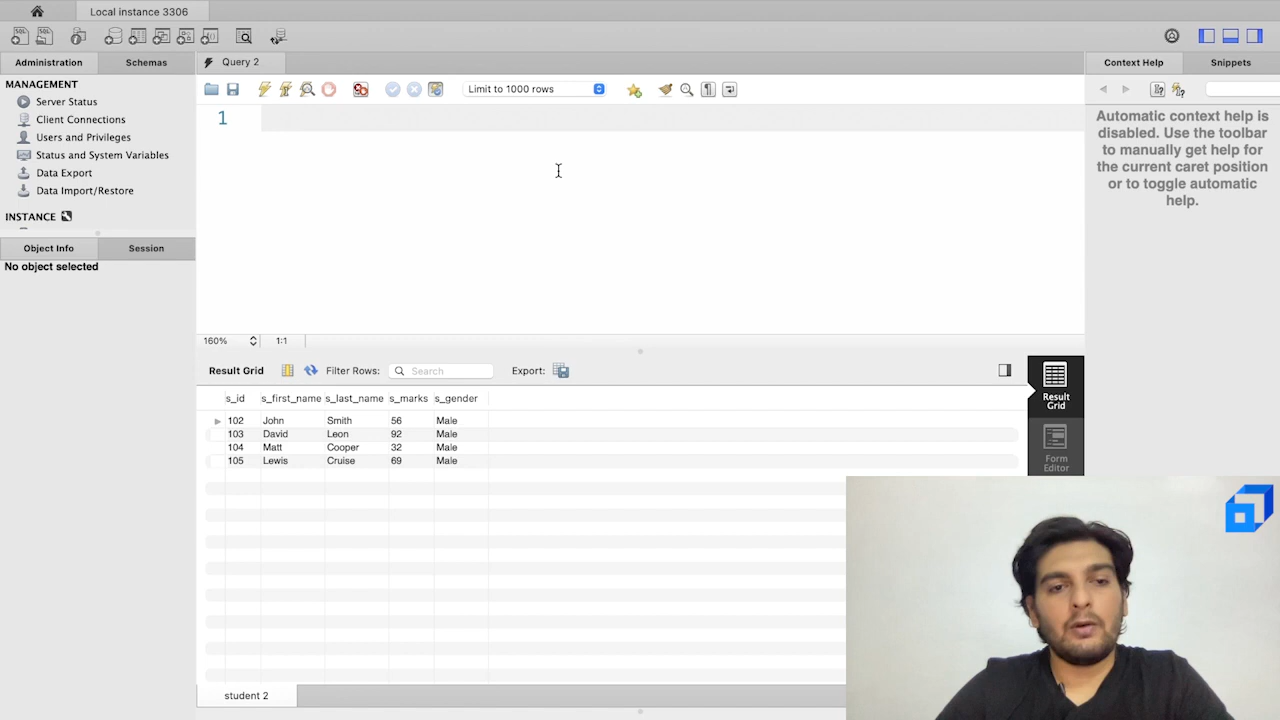 Local instance 3306
Administration
Schemas
Query 2
Context Help
Snippets
MANAGEMENT
Server Status
Client Connections
Users and Privileges
Status and System Variables
Data Export
Data Import/Restore
INSTANCE
Object Info
Session
No object selected
Limit to 1000 rows
1
Automatic context help is
disabled. Use the toolbar
to manually get help for
the current caret position
or to toggle automatic
help.
160%
1:1
Result Grid
Filter Rows:
Search
Export:
s_id s_first_name s_last_name s_marks s_gender
102 John Smith 56 Male
103 David Leon 92 Male
104 Matt Cooper 32 Male
105 Lewis Cruise 69 Male
Result
Grid
Form
Editor
student 2